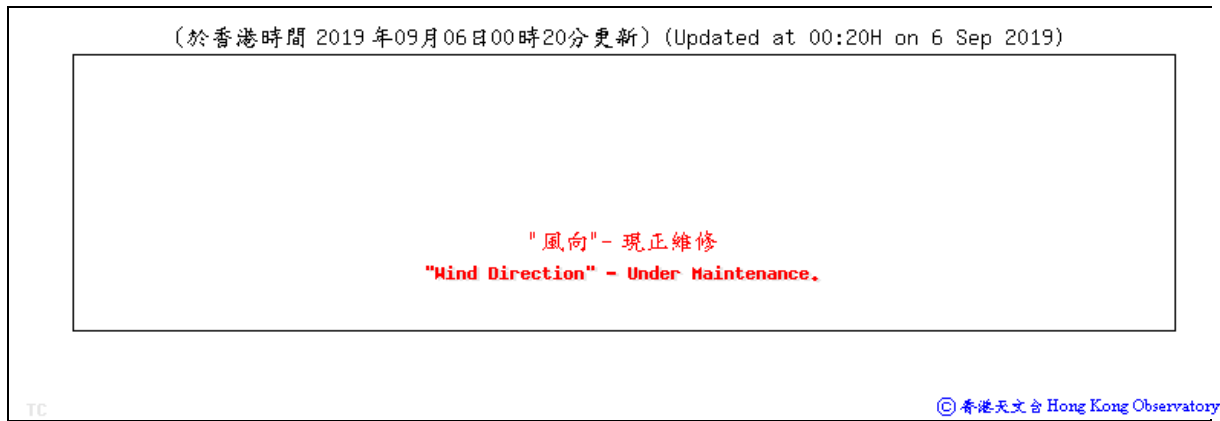 (於香港時間 2019 年09月06日00時20分更新) (Updated at 00:20H on 6 Sep 2019)
"風向"- 現正維修
"Wind Direction" - Under Maintenance.
TC
© 香港天文台 Hong Kong Observatory